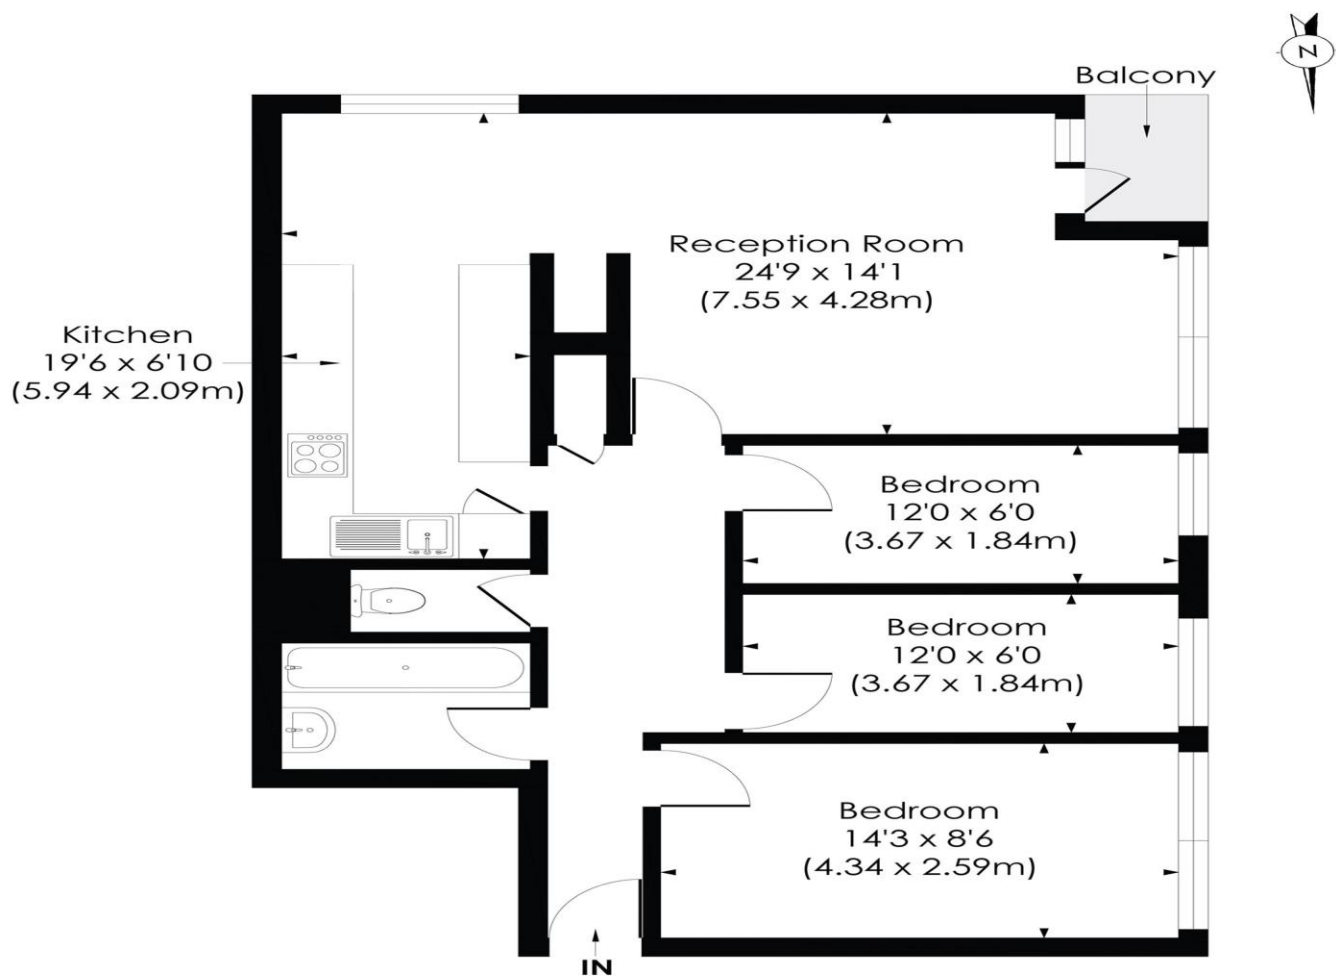 N
Balcony
Reception Room
24'9 x 14'1
(7.55 x 4.28m)
Kitchen
19'6 x 6'10
(5.94 x 2.09m)
Bedroom
12'0 x 6'0
(3.67 x 1.84m)
Bedroom
12'0 x 6'0
(3.67 x 1.84m)
Bedroom
14'3 x 8'6
(4.34 x 2.59m)
IN